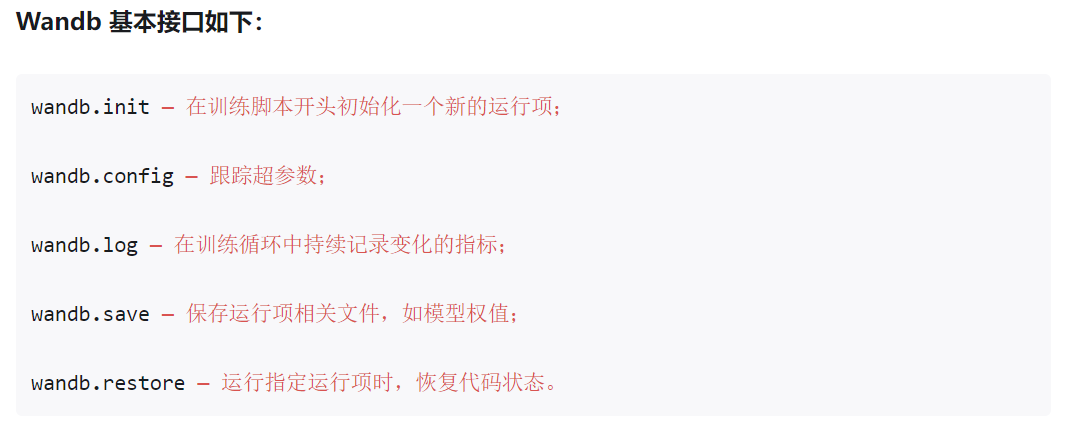 Wandb 基本接口如下：
wandb.init — 在训练脚本开头初始化一个新的运行项；
wandb.config — 跟踪超参数；
wandb.log — 在训练循环中持续记录变化的指标；
wandb.save — 保存运行项相关文件，如模型权值；
wandb.restore — 运行指定运行项时，恢复代码状态。